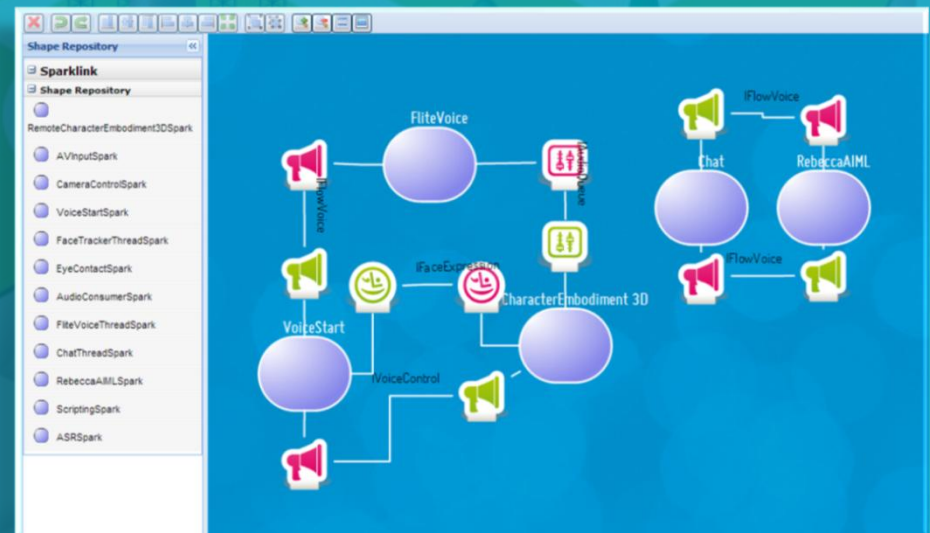 Shape Repository
Sparklink
Shape Repository
RemoteCharacterEmbodiment3DSpark
AVInputSpark
CameraControlSpark
VoiceStartSpark
FaceTrackerThreadSpark
EyeContactSpark
AudioConsumerSpark
FliteVoiceThreadSpark
ChatThreadSpark
RebeccaAIMLSpark
ScriptingSpark
ASRSpark
FliteVoice
IFlowVoice
IFaceExpression
CharacterEmbodiment 3D
VoiceStart
IVoiceControl
IFlowVoice
Chat
RebeccaAIML
IFlowVoice